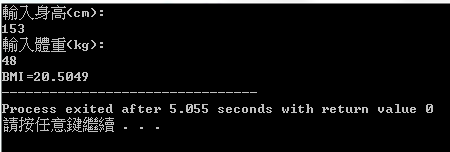 輸入身高(cm):
153
輸入體重(kg):
48
BMI=20.5049
--------------------------------
Process exited after 5.055 seconds with return value 0
請按任意鍵繼續 . . .